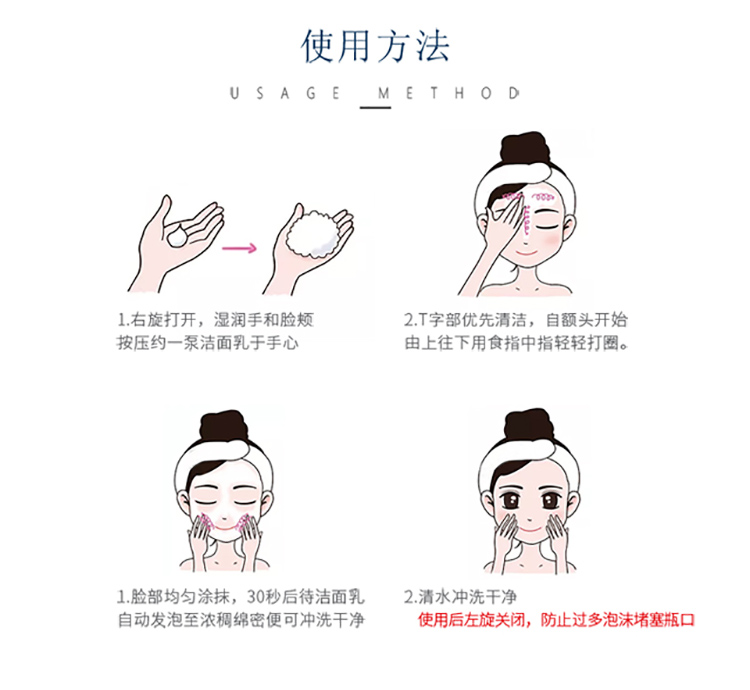 使用方法
USAGE METHOD
1.右旋打开，湿润手和脸颊
按压约一泵洁面乳于手心
2.T字部优先清洁，自额头开始
由上往下用食指中指轻轻打圈。
1.脸部均匀涂抹，30秒后待洁面乳
自动发泡至浓稠绵密便可冲洗干净
2.清水冲洗干净
使用后左旋关闭，防止过多泡沫堵塞瓶口